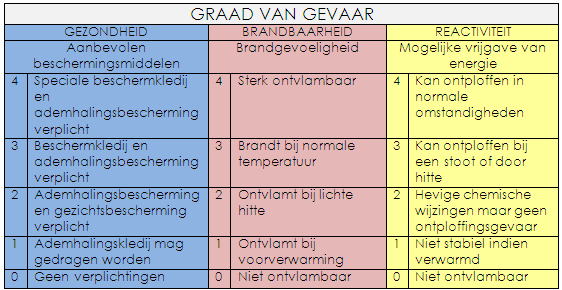 GRAAD VAN GEVAAR
GEZONDHEID BRANDBAARHEID REACTIVITEIT
Aanbevolen
beschermingsmiddelen
Brandgevoeligheid
Mogelijke vrijgave van
energie
4 Speciale beschermkledij
en
ademhalingsbescherming
verplicht
4 Sterk ontvlambaar
4 Kan ontploffen in
normale
omstandigheden
3 Beschermkledij en
ademhalingsbescherming
verplicht
3 Brandt bij normale
temperatuur
3 Kan ontploffen bij
een stoot of door
hitte
2 Ademhalingsbescherming
en gezichtsbescherming
verplicht
2 Ontvlamt bij lichte
hitte
2 Hevige chemische
wijzingen maar geen
ontploffingsgevaar
1 Ademhalingskledij mag
gedragen worden
1 Ontvlamt bij
voorverwarming
1 Niet stabiel indien
verwarmd
0 Geen verplichtingen
0 Niet ontvlambaar
0 Niet ontvlambaar